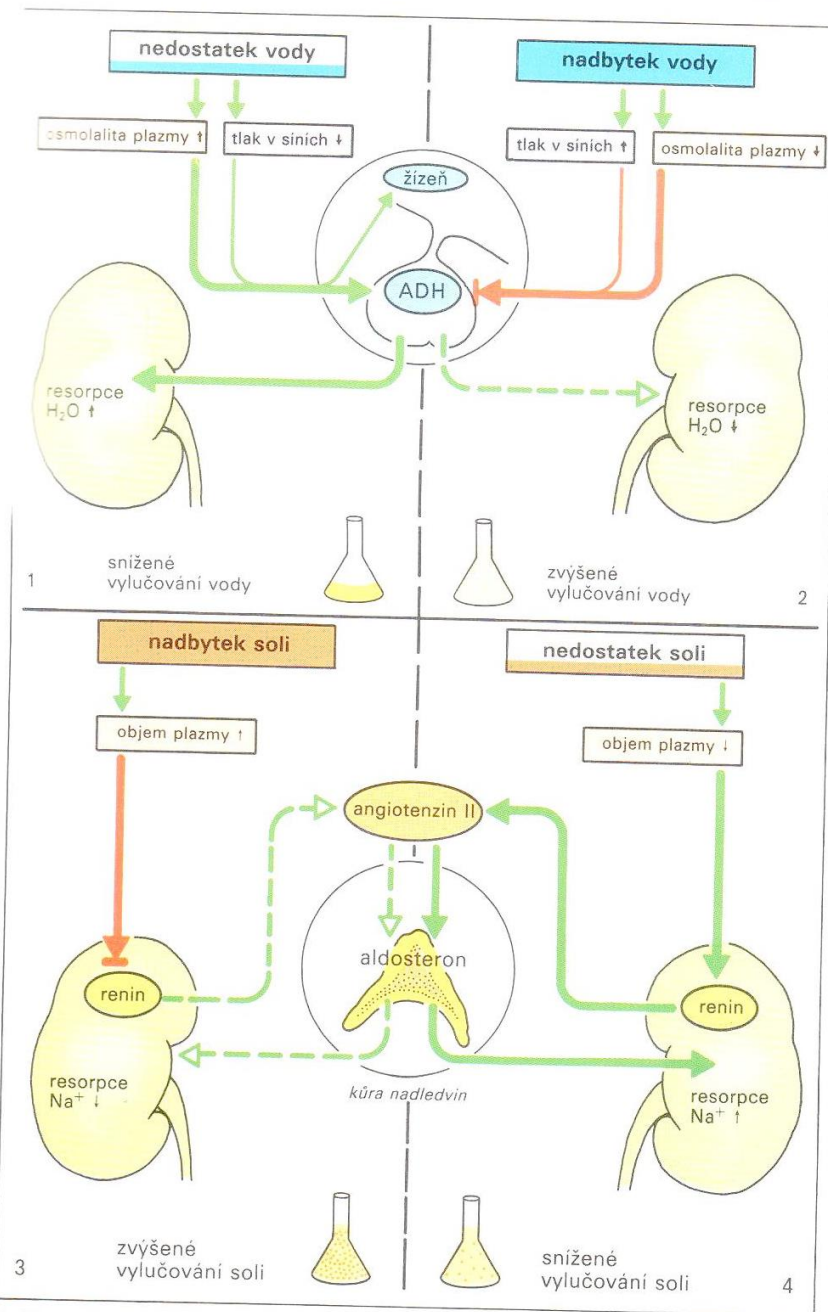 nedostatek vody
nadbytek vody
osmolalita plazmy ↑
tlak v síních ↓
tlak v síních ↑
osmolalita plazmy ↓
žízeň
ADH
resorpce
H₂O ↑
resorpce
H₂O ↓
1
snížené
vylučování vody
zvýšené
vylučování vody
2
nadbytek soli
nedostatek soli
objem plazmy ↑
objem plazmy ↓
angiotenzin II
aldosteron
renin
renin
resorpce
Na⁺ ↓
kůra nadledvin
resorpce
Na⁺ ↑
3
zvýšené
vylučování soli
snížené
vylučování soli
4